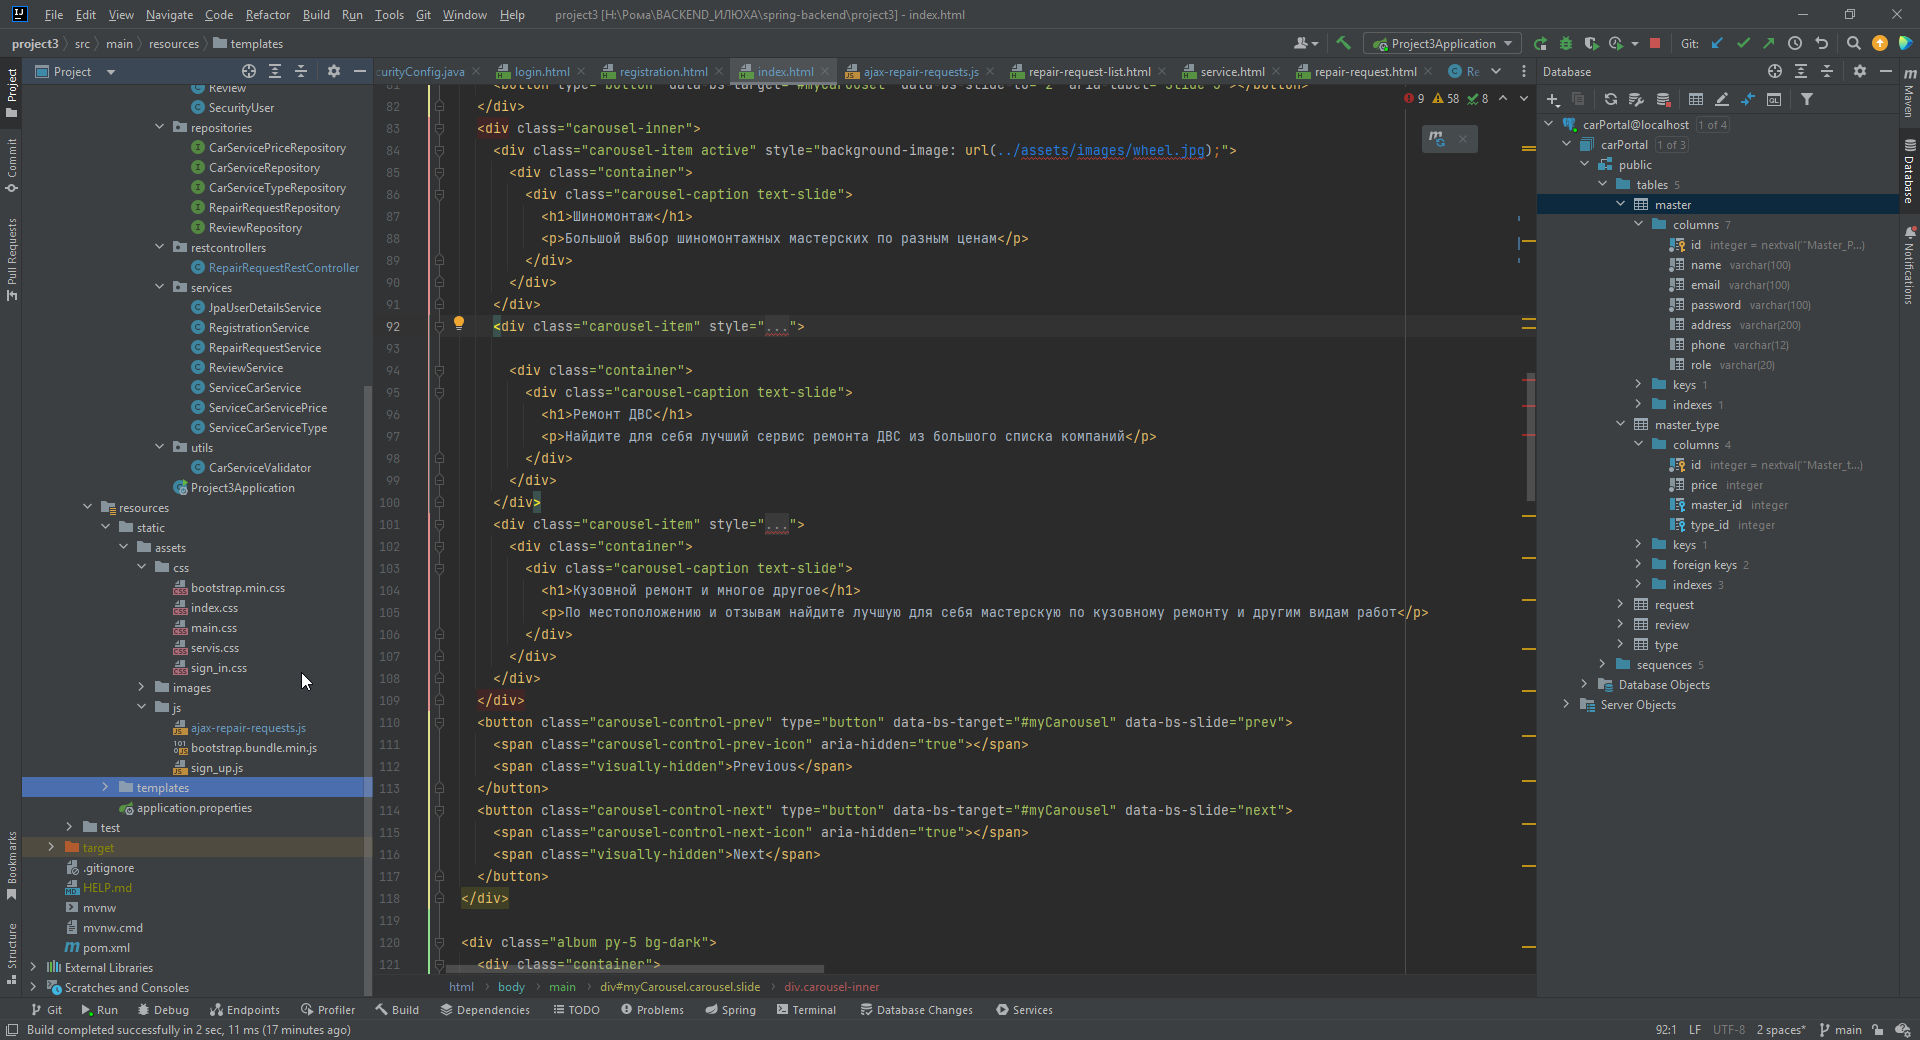 File Edit View Navigate Code Refactor Build Run Tools Git Window Help project3 [H:\Рома\BACKEND_ИЛЮХА\spring-backend\project3] - index.html
project3 src main resources templates Project3Application Git:
Project curityConfig.java login.html registration.html index.html ajax-repair-requests.js repair-request-list.html service.html repair-request.html Re Database
Project
Commit
Pull Requests
Bookmarks
Structure
Review
SecurityUser
repositories
CarServicePriceRepository
CarServiceRepository
CarServiceTypeRepository
RepairRequestRepository
ReviewRepository
restcontrollers
RepairRequestRestController
services
JpaUserDetailsService
RegistrationService
RepairRequestService
ReviewService
ServiceCarService
ServiceCarServicePrice
ServiceCarServiceType
utils
CarServiceValidator
Project3Application
resources
static
assets
css
bootstrap.min.css
index.css
main.css
servis.css
sign_in.css
images
js
ajax-repair-requests.js
bootstrap.bundle.min.js
sign_up.js
templates
application.properties
test
target
.gitignore
HELP.md
mvnw
mvnw.cmd
pom.xml
External Libraries
Scratches and Consoles
9 58 8
81 <button type="button" data-bs-target="#myCarousel" data-bs-slide-to="2" aria-label="Slide 3"></button>
82 </div>
83 <div class="carousel-inner">
84 <div class="carousel-item active" style="background-image: url(../assets/images/wheel.jpg);">
85 <div class="container">
86 <div class="carousel-caption text-slide">
87 <h1>Шиномонтаж</h1>
88 <p>Большой выбор шиномонтажных мастерских по разным ценам</p>
89 </div>
90 </div>
91 </div>
92 <div class="carousel-item" style="...">
93
94 <div class="container">
95 <div class="carousel-caption text-slide">
96 <h1>Ремонт ДВС</h1>
97 <p>Найдите для себя лучший сервис ремонта ДВС из большого списка компаний</p>
98 </div>
99 </div>
100 </div>
101 <div class="carousel-item" style="...">
102 <div class="container">
103 <div class="carousel-caption text-slide">
104 <h1>Кузовной ремонт и многое другое</h1>
105 <p>По местоположению и отзывам найдите лучшую для себя мастерскую по кузовному ремонту и другим видам работ</p>
106 </div>
107 </div>
108 </div>
109 </div>
110 <button class="carousel-control-prev" type="button" data-bs-target="#myCarousel" data-bs-slide="prev">
111 <span class="carousel-control-prev-icon" aria-hidden="true"></span>
112 <span class="visually-hidden">Previous</span>
113 </button>
114 <button class="carousel-control-next" type="button" data-bs-target="#myCarousel" data-bs-slide="next">
115 <span class="carousel-control-next-icon" aria-hidden="true"></span>
116 <span class="visually-hidden">Next</span>
117 </button>
118 </div>
119
120 <div class="album py-5 bg-dark">
121 <div class="container">
html body main div#myCarousel.carousel.slide div.carousel-inner
carPortal@localhost 1 of 4
carPortal 1 of 3
public
tables 5
master
columns 7
id integer = nextval('"Master_P...)
name varchar(100)
email varchar(100)
password varchar(100)
address varchar(200)
phone varchar(12)
role varchar(20)
keys 1
indexes 1
master_type
columns 4
id integer = nextval('"Master_t...)
price integer
master_id integer
type_id integer
keys 1
foreign keys 2
indexes 3
request
review
type
sequences 5
Database Objects
Server Objects
Maven
Database
Notifications
Git Run Debug Endpoints Profiler Build Dependencies TODO Problems Spring Terminal Database Changes Services
Build completed successfully in 2 sec, 11 ms (17 minutes ago) 92:1 LF UTF-8 2 spaces* main